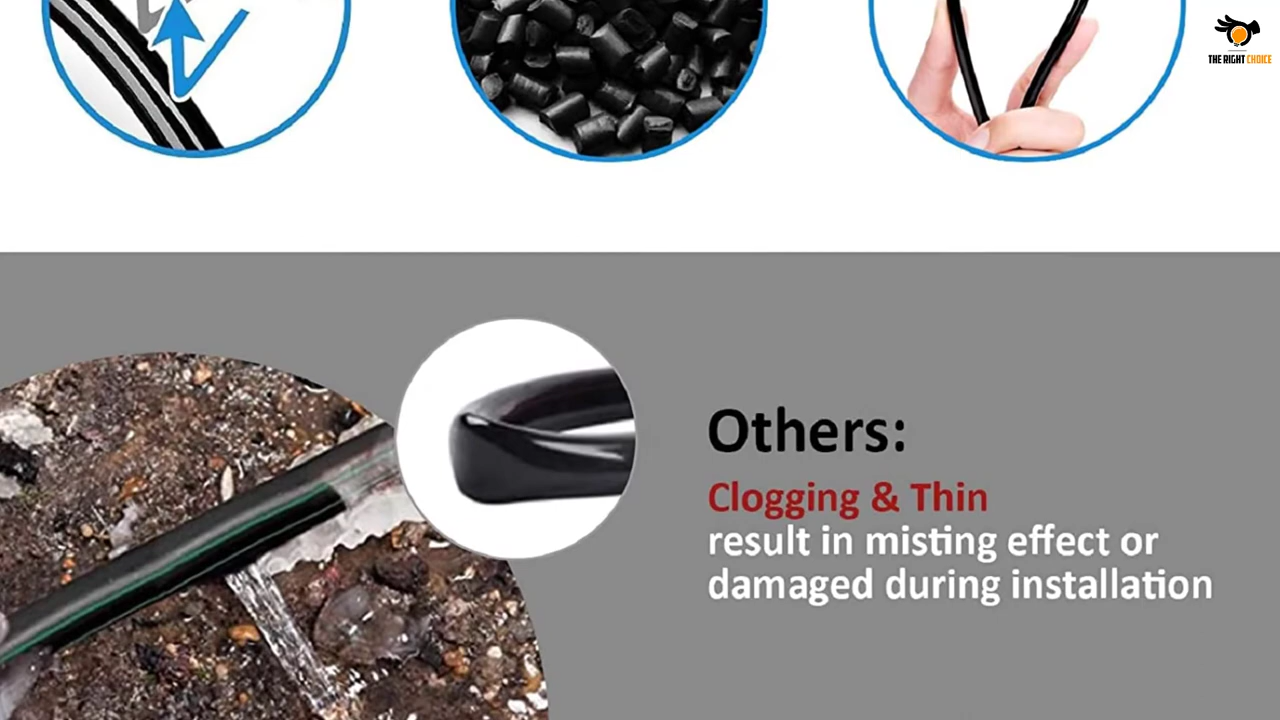 THE RIGHT CHOICE
Others:
Clogging & Thin
result in misting effect or
damaged during installation